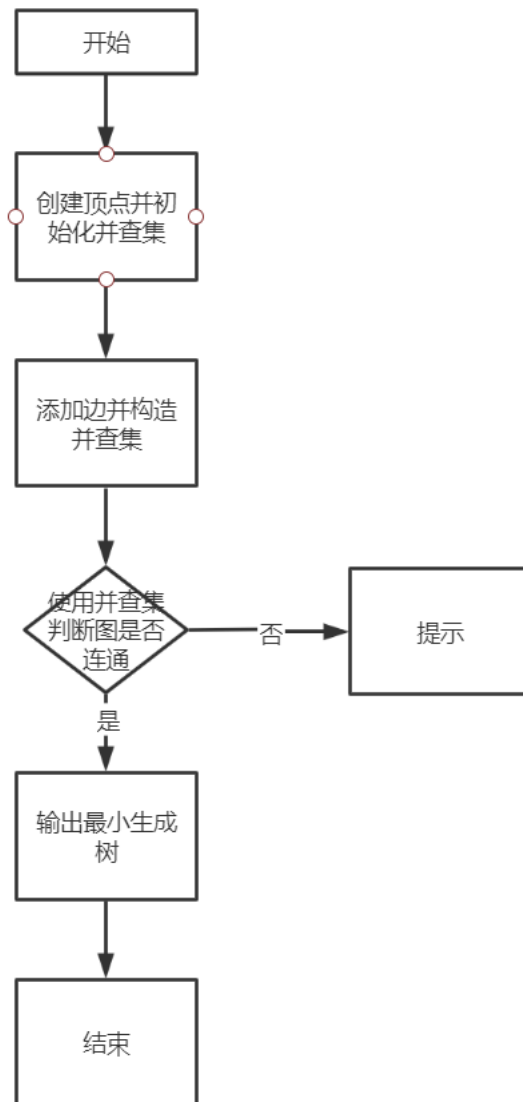 开始
创建顶点并初
始化并查集
添加边并构造
并查集
使用并查集
判断图是否
连通
否
提示
是
输出最小生成
树
结束